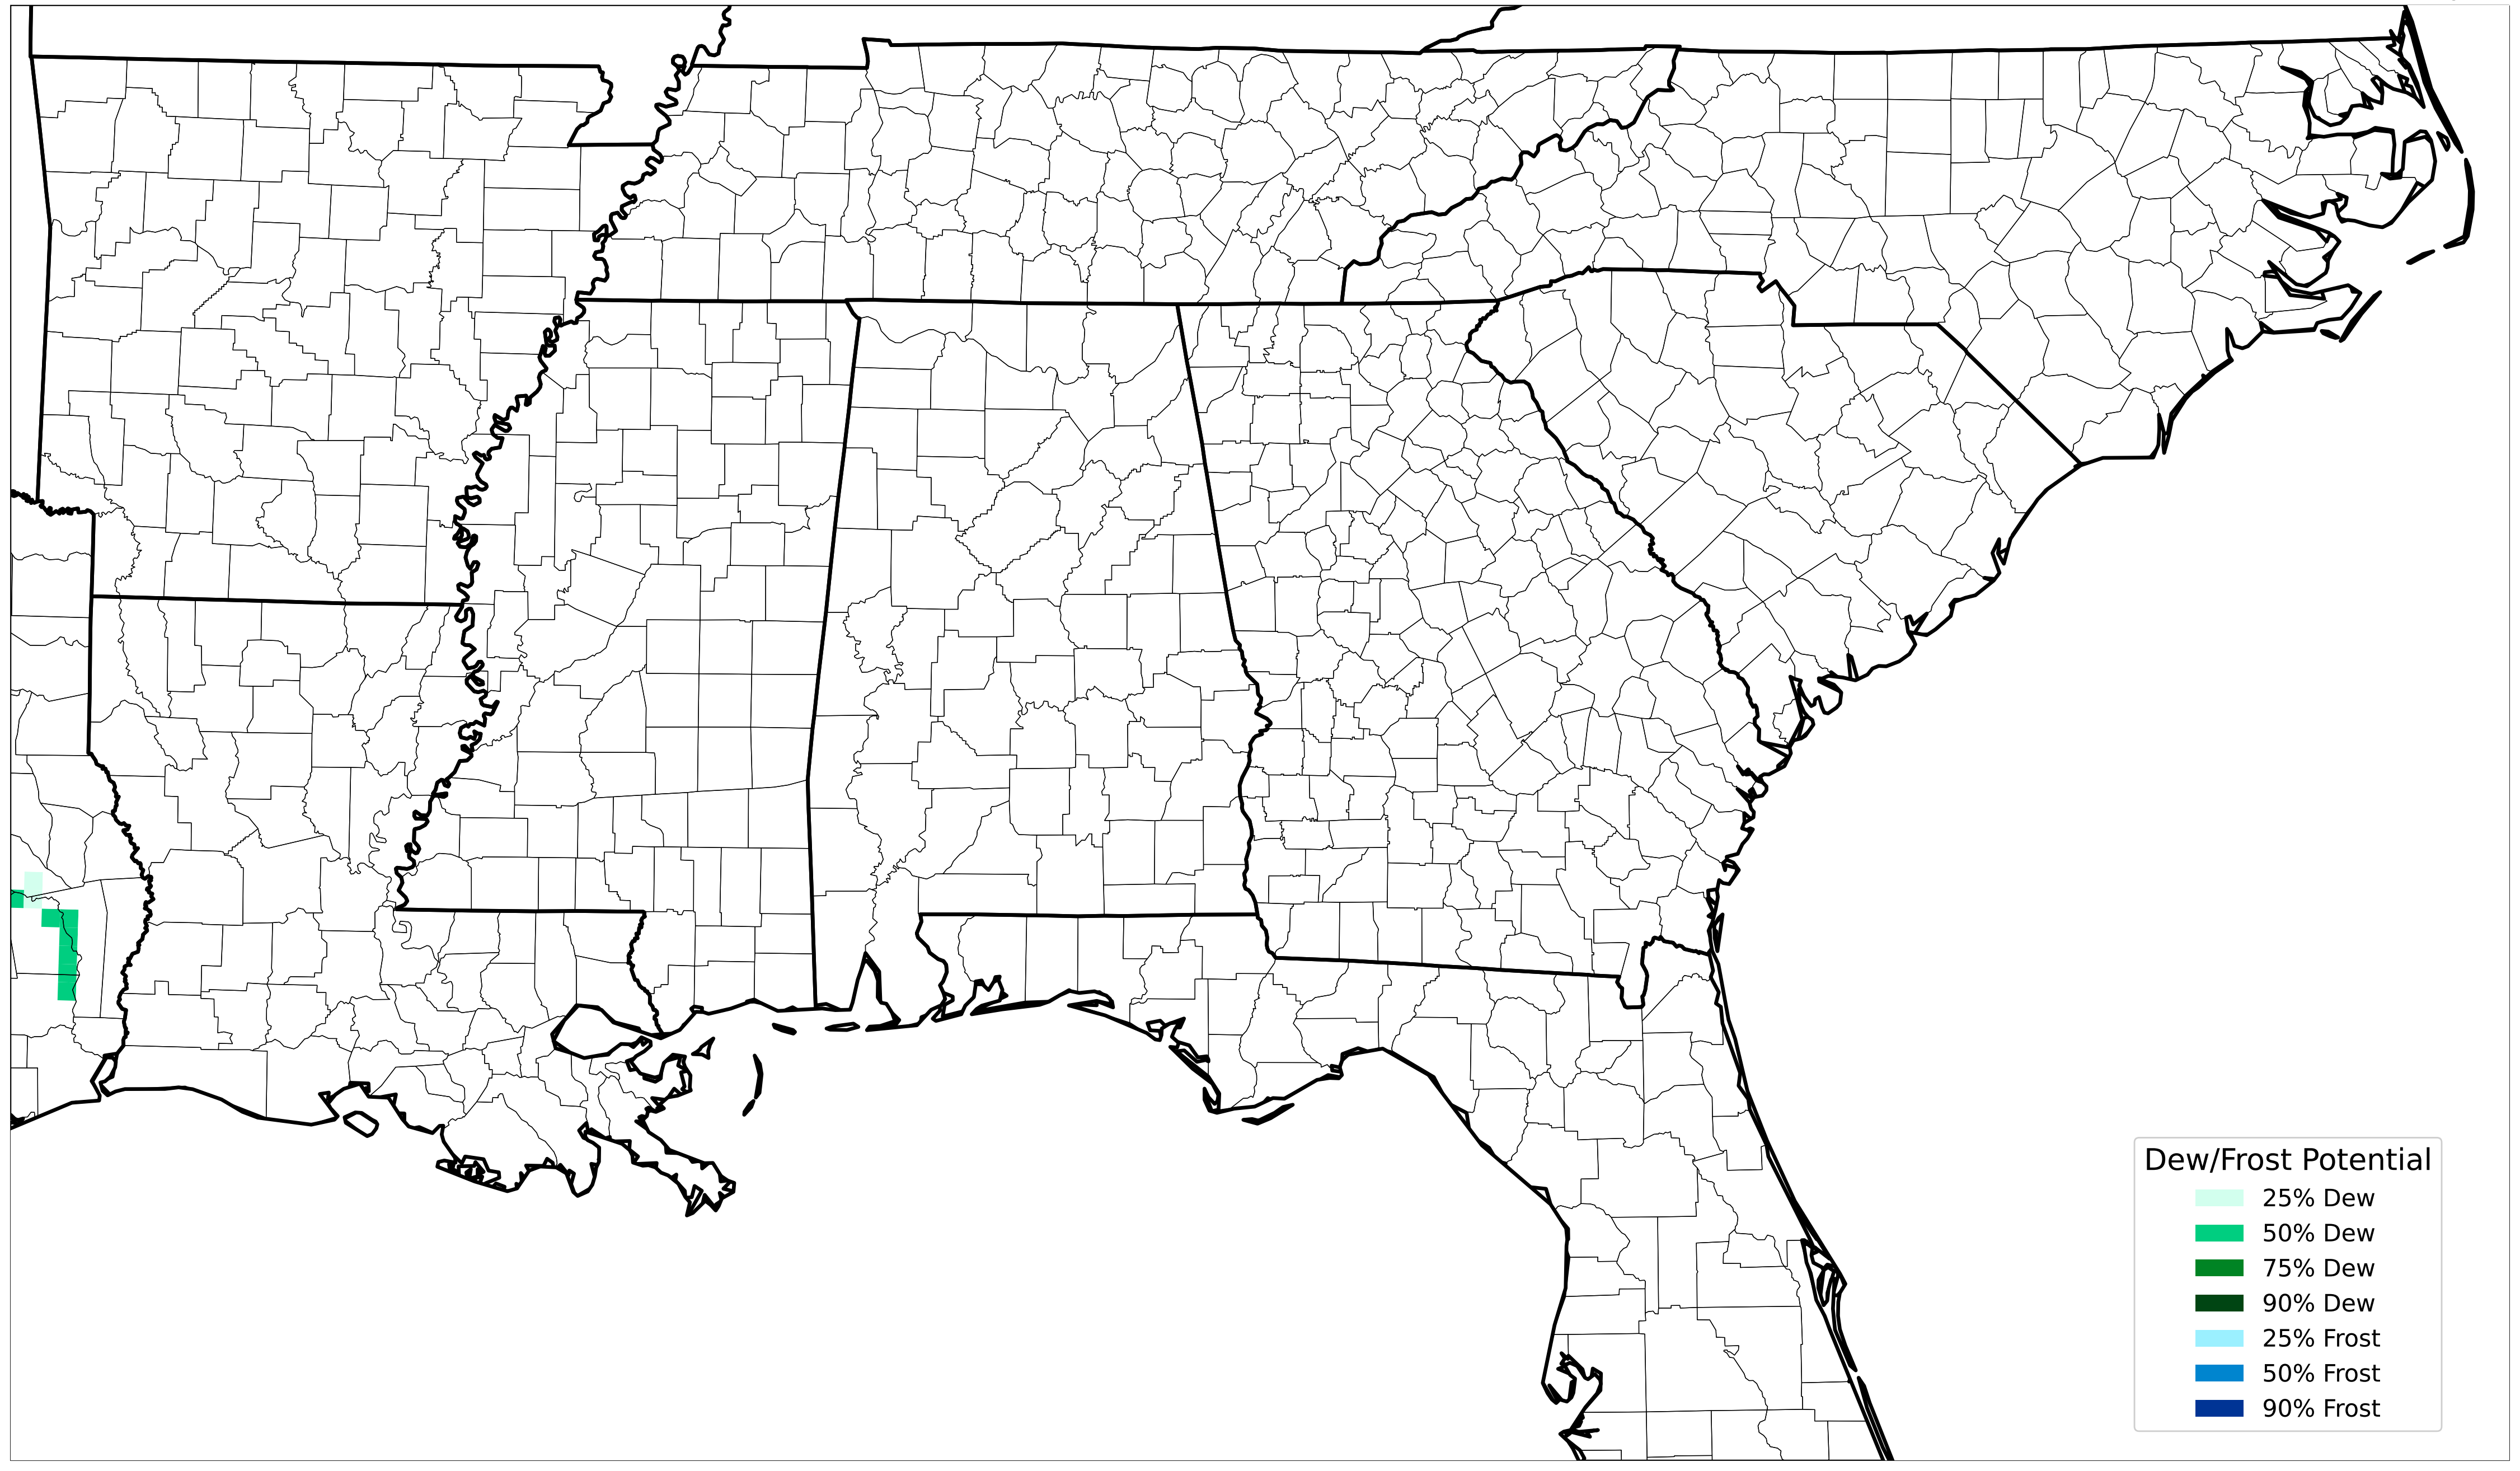 Dew/Frost Potential
25% Dew
50% Dew
75% Dew
90% Dew
25% Frost
50% Frost
90% Frost